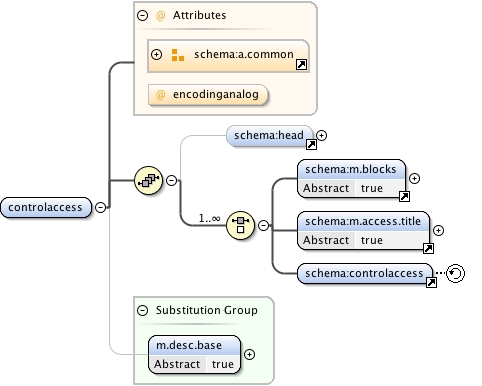 @ Attributes
schema:a.common
@ encodinganalog
schema:head
controlaccess
1..∞
schema:m.blocks
Abstract true
schema:m.access.title
Abstract true
schema:controlaccess
Substitution Group
m.desc.base
Abstract true